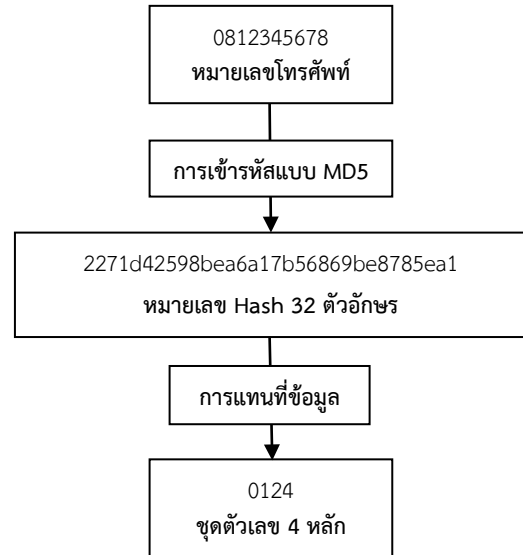 0812345678
หมายเลขโทรศัพท์
การเข้ารหัสแบบ MD5
2271d42598bea6a17b56869be8785ea1
หมายเลข Hash 32 ตัวอักษร
การแทนที่ข้อมูล
0124
ชุดตัวเลข 4 หลัก